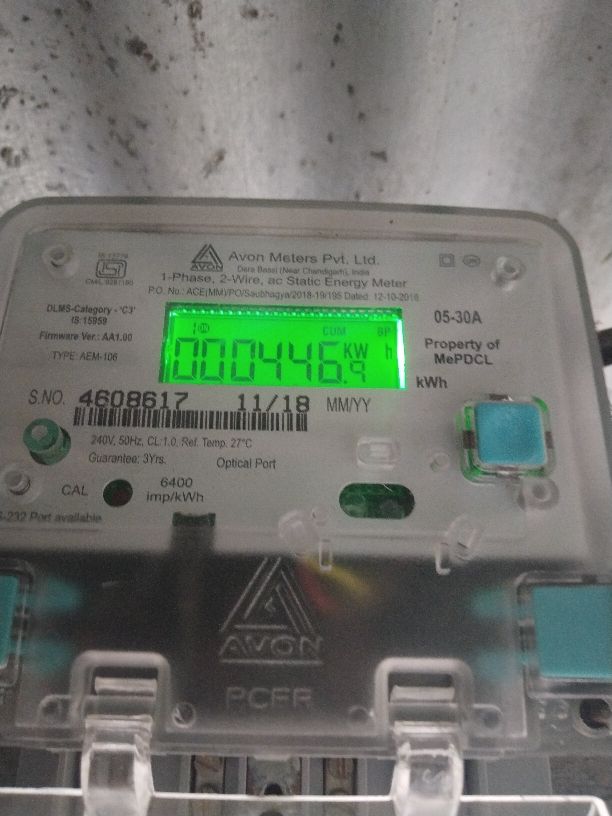 Avon Meters Pvt. Ltd.
AVON
Dera Bassi (Near Chandigarh), India
1-Phase, 2-Wire, ac Static Energy Meter
P.O. No.: ACE(MM)/PO/Saubhagya/2018-19/195 Dated: 12-10-2018
DLMS-Category - 'C3'
IS:15959
Firmware Ver.: AA1.00
TYPE: AEM-106
CUM
000446.9
KW h
05-30A
Property of
MePDCL
kWh
S.NO. 4608617 11/18 MM/YY
240V, 50Hz, CL:1.0, Ref. Temp. 27°C
Guarantee: 3Yrs.
Optical Port
CAL
6400
imp/kWh
-232 Port available
AVON